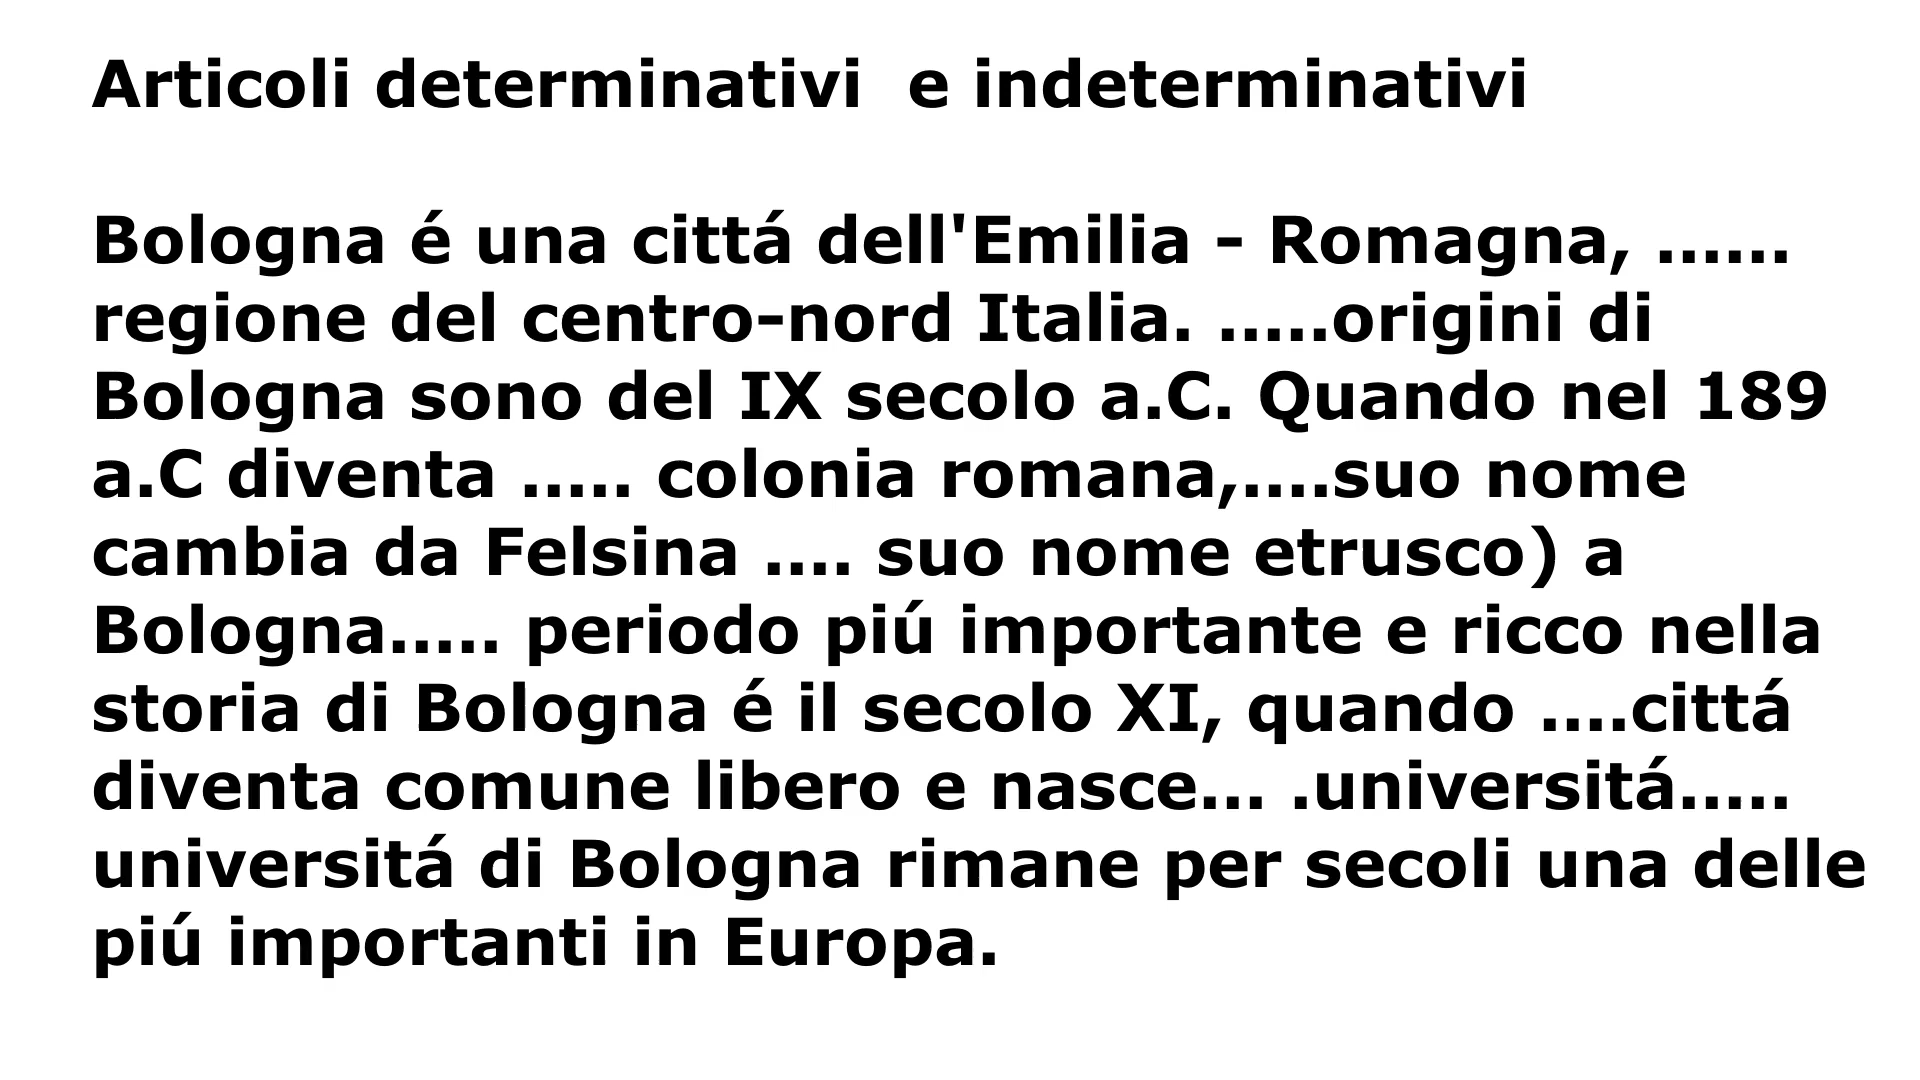 Articoli determinativi  e indeterminativi
Bologna é una cittá dell'Emilia - Romagna, ......
regione del centro-nord Italia. .....origini di
Bologna sono del IX secolo a.C. Quando nel 189
a.C diventa ..... colonia romana,....suo nome
cambia da Felsina .... suo nome etrusco) a
Bologna..... periodo piú importante e ricco nella
storia di Bologna é il secolo XI, quando ....cittá
diventa comune libero e nasce... .universitá.....
universitá di Bologna rimane per secoli una delle
piú importanti in Europa.